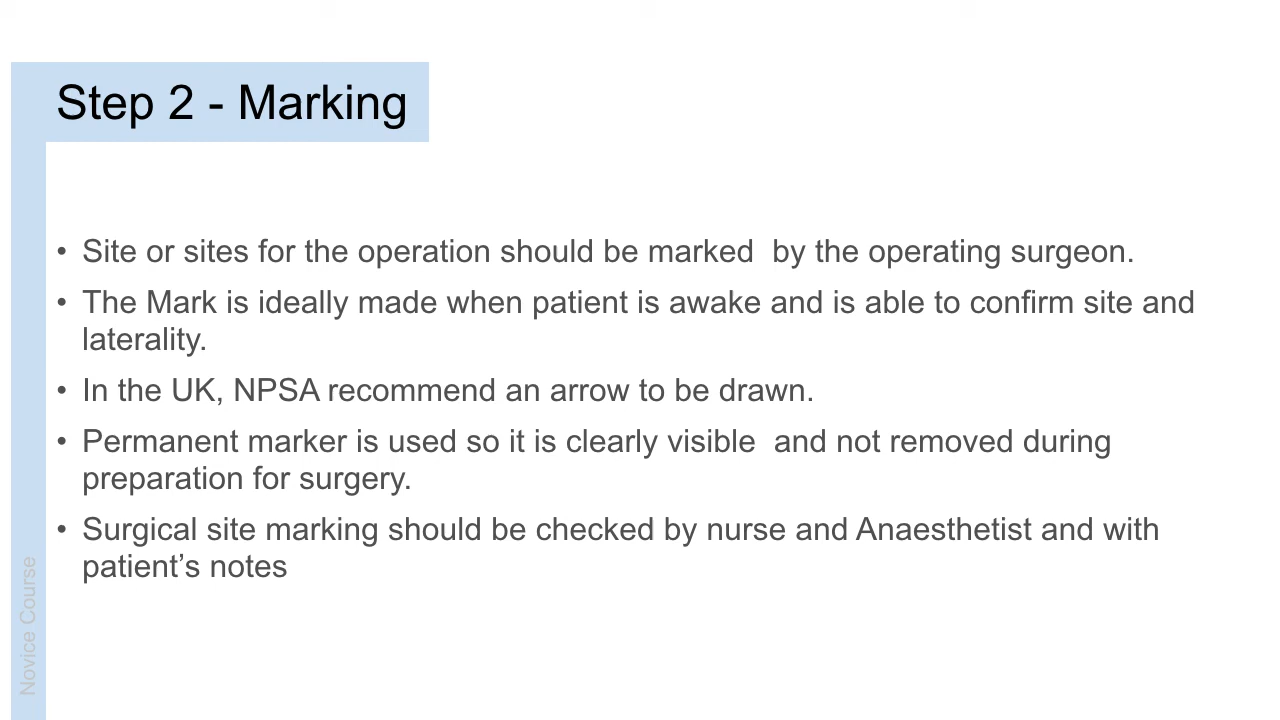 Step 2 - Marking
• Site or sites for the operation should be marked  by the operating surgeon.
• The Mark is ideally made when patient is awake and is able to confirm site and
laterality.
• In the UK, NPSA recommend an arrow to be drawn.
• Permanent marker is used so it is clearly visible  and not removed during
preparation for surgery.
• Surgical site marking should be checked by nurse and Anaesthetist and with
patient’s notes
Novice Course